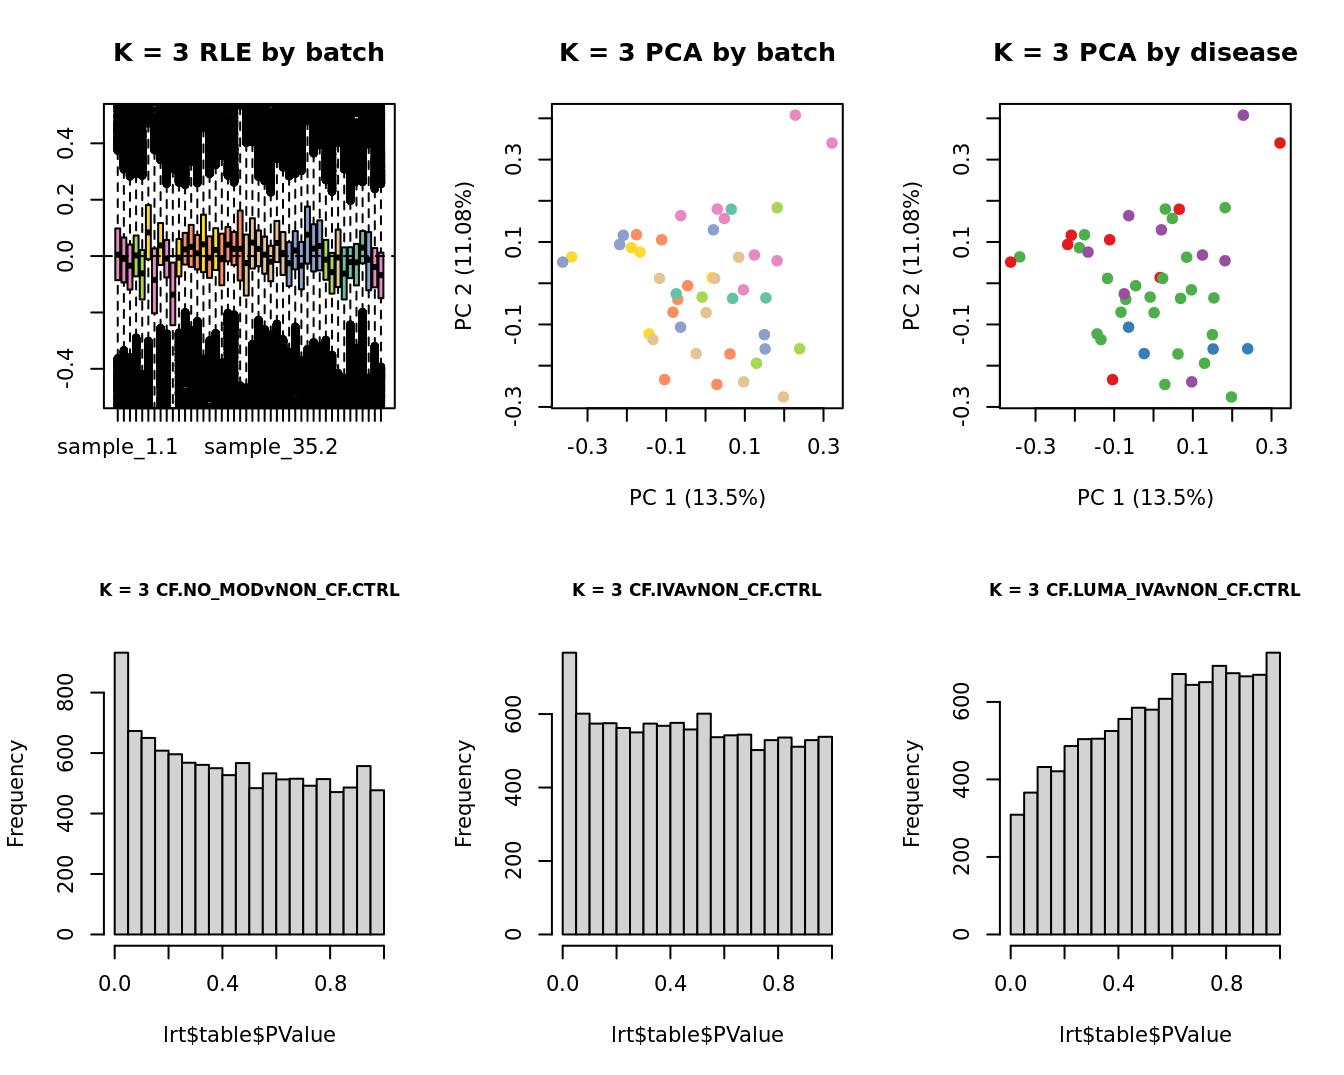 K = 3 RLE by batch
0.4
0.2
0.0
-0.4
sample_1.1 sample_35.2
K = 3 PCA by batch
PC 2 (11.08%)
0.3
0.1
-0.1
-0.3
-0.3 -0.1 0.1 0.3
PC 1 (13.5%)
K = 3 PCA by disease
PC 2 (11.08%)
0.3
0.1
-0.1
-0.3
-0.3 -0.1 0.1 0.3
PC 1 (13.5%)
K = 3 CF.NO_MODvNON_CF.CTRL
Frequency
800
600
400
200
0
0.0 0.4 0.8
lrt$table$PValue
K = 3 CF.IVAvNON_CF.CTRL
Frequency
600
400
200
0
0.0 0.4 0.8
lrt$table$PValue
K = 3 CF.LUMA_IVAvNON_CF.CTRL
Frequency
600
400
200
0
0.0 0.4 0.8
lrt$table$PValue